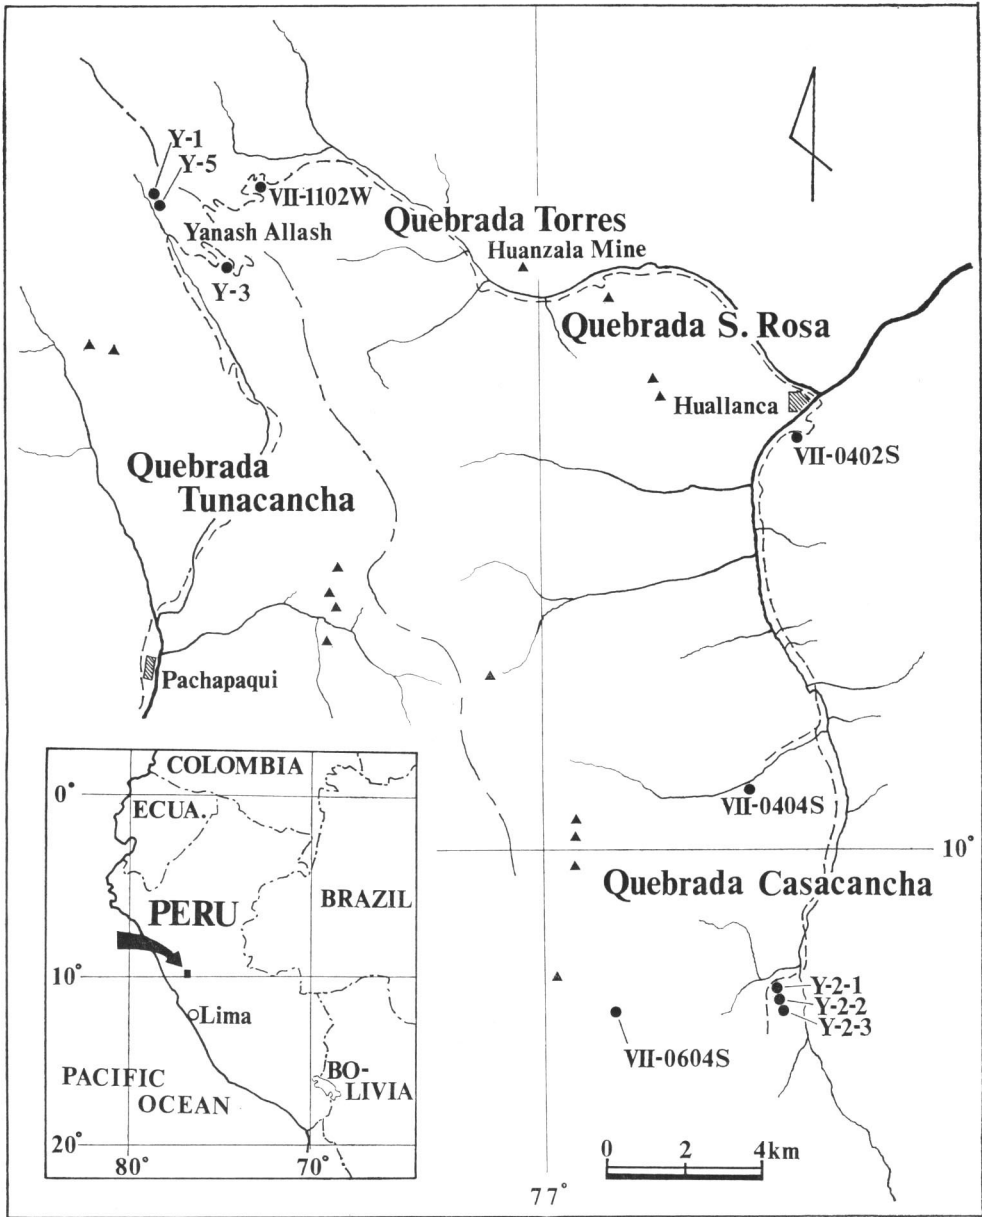 Y-1
Y-5
VII-1102W
Yanash Allash
Y-3
Quebrada Torres
Huanzala Mine
Quebrada S. Rosa
Huallanca
VII-0402S
Quebrada
Tunacancha
Pachapaqui
VII-0404S
10°
Quebrada Casacancha
Y-2-1
Y-2-2
Y-2-3
VII-0604S
0 2 4 km
77°
COLOMBIA
0°
ECUA.
BRAZIL
PERU
10°
Lima
BO-
LIVIA
PACIFIC
OCEAN
20°
80° 70°